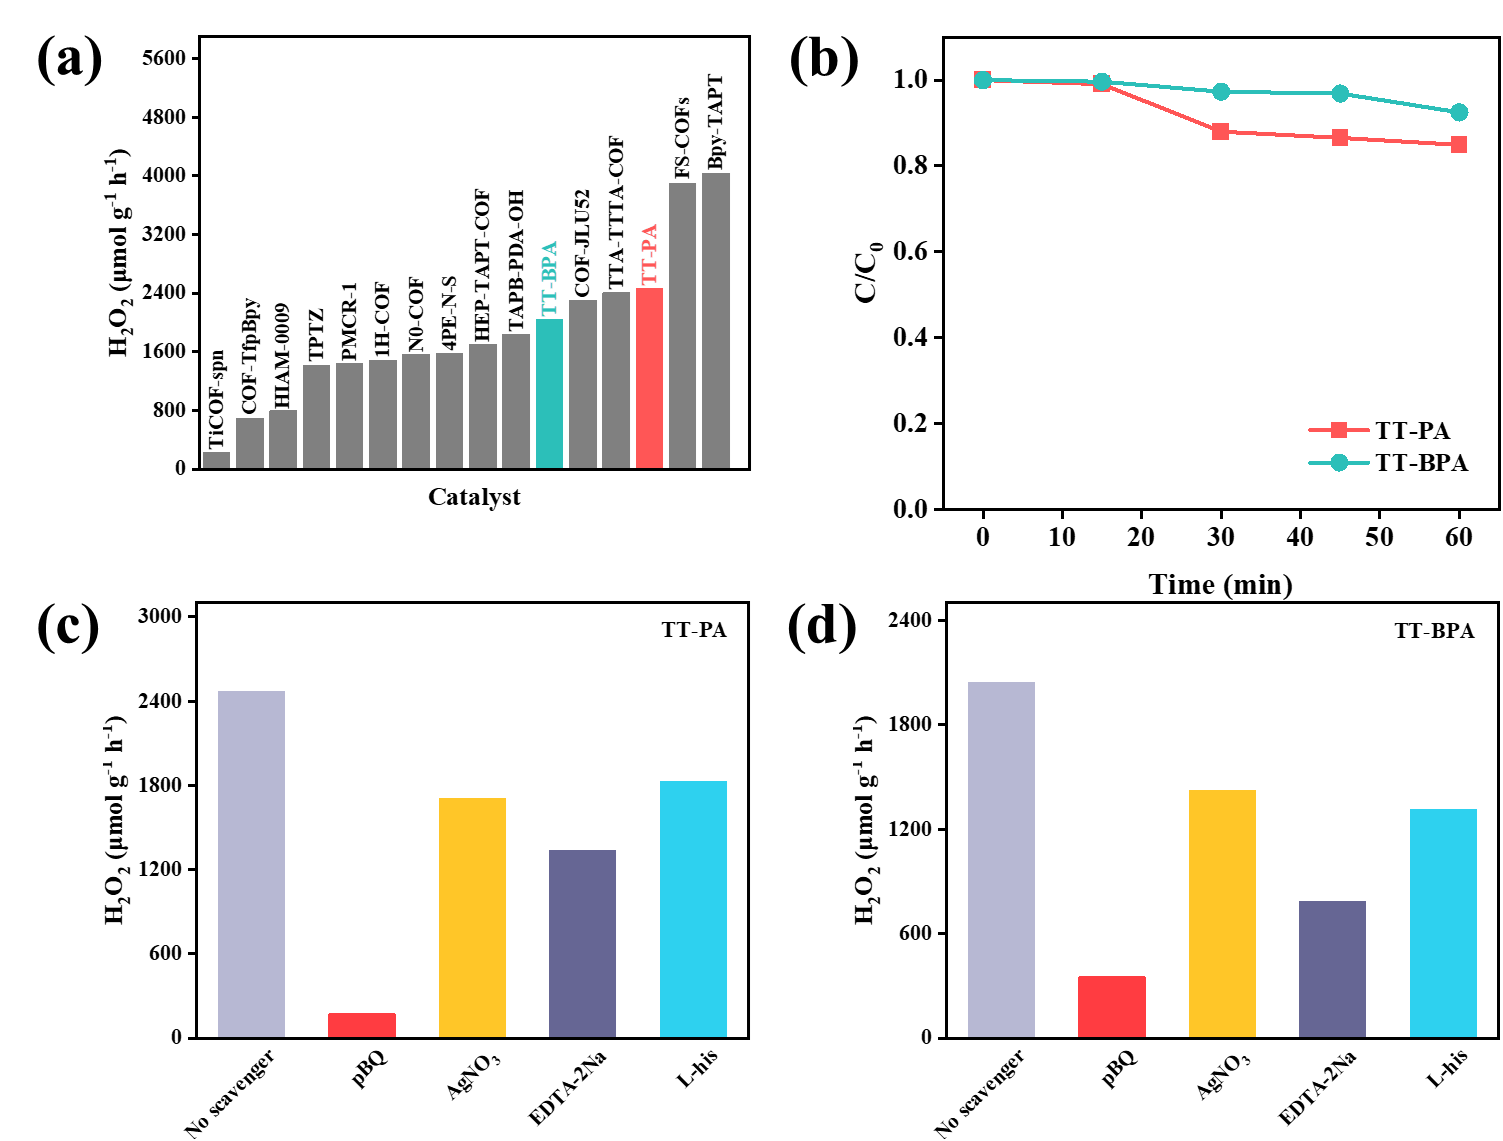 (a)
H2O2 (μmol g-1 h-1)
5600
4800
4000
3200
2400
1600
800
0
TiCOF-spn
COF-TfpBpy
HIAM-0009
TPTZ
PMCR-1
1H-COF
N0-COF
4PE-N-S
HEP-TAPT-COF
TAPB-PDA-OH
TT-BPA
COF-JLU52
TTA-TTTA-COF
TT-PA
FS-COFs
Bpy-TAPT
Catalyst
(b)
C/C0
1.0
0.8
0.6
0.4
0.2
0.0
TT-PA
TT-BPA
0 10 20 30 40 50 60
Time (min)
(c)
TT-PA
H2O2 (μmol g-1 h-1)
3000
2400
1800
1200
600
0
No scavenger
pBQ
AgNO3
EDTA-2Na
L-his
(d)
TT-BPA
H2O2 (μmol g-1 h-1)
2400
1800
1200
600
0
No scavenger
pBQ
AgNO3
EDTA-2Na
L-his